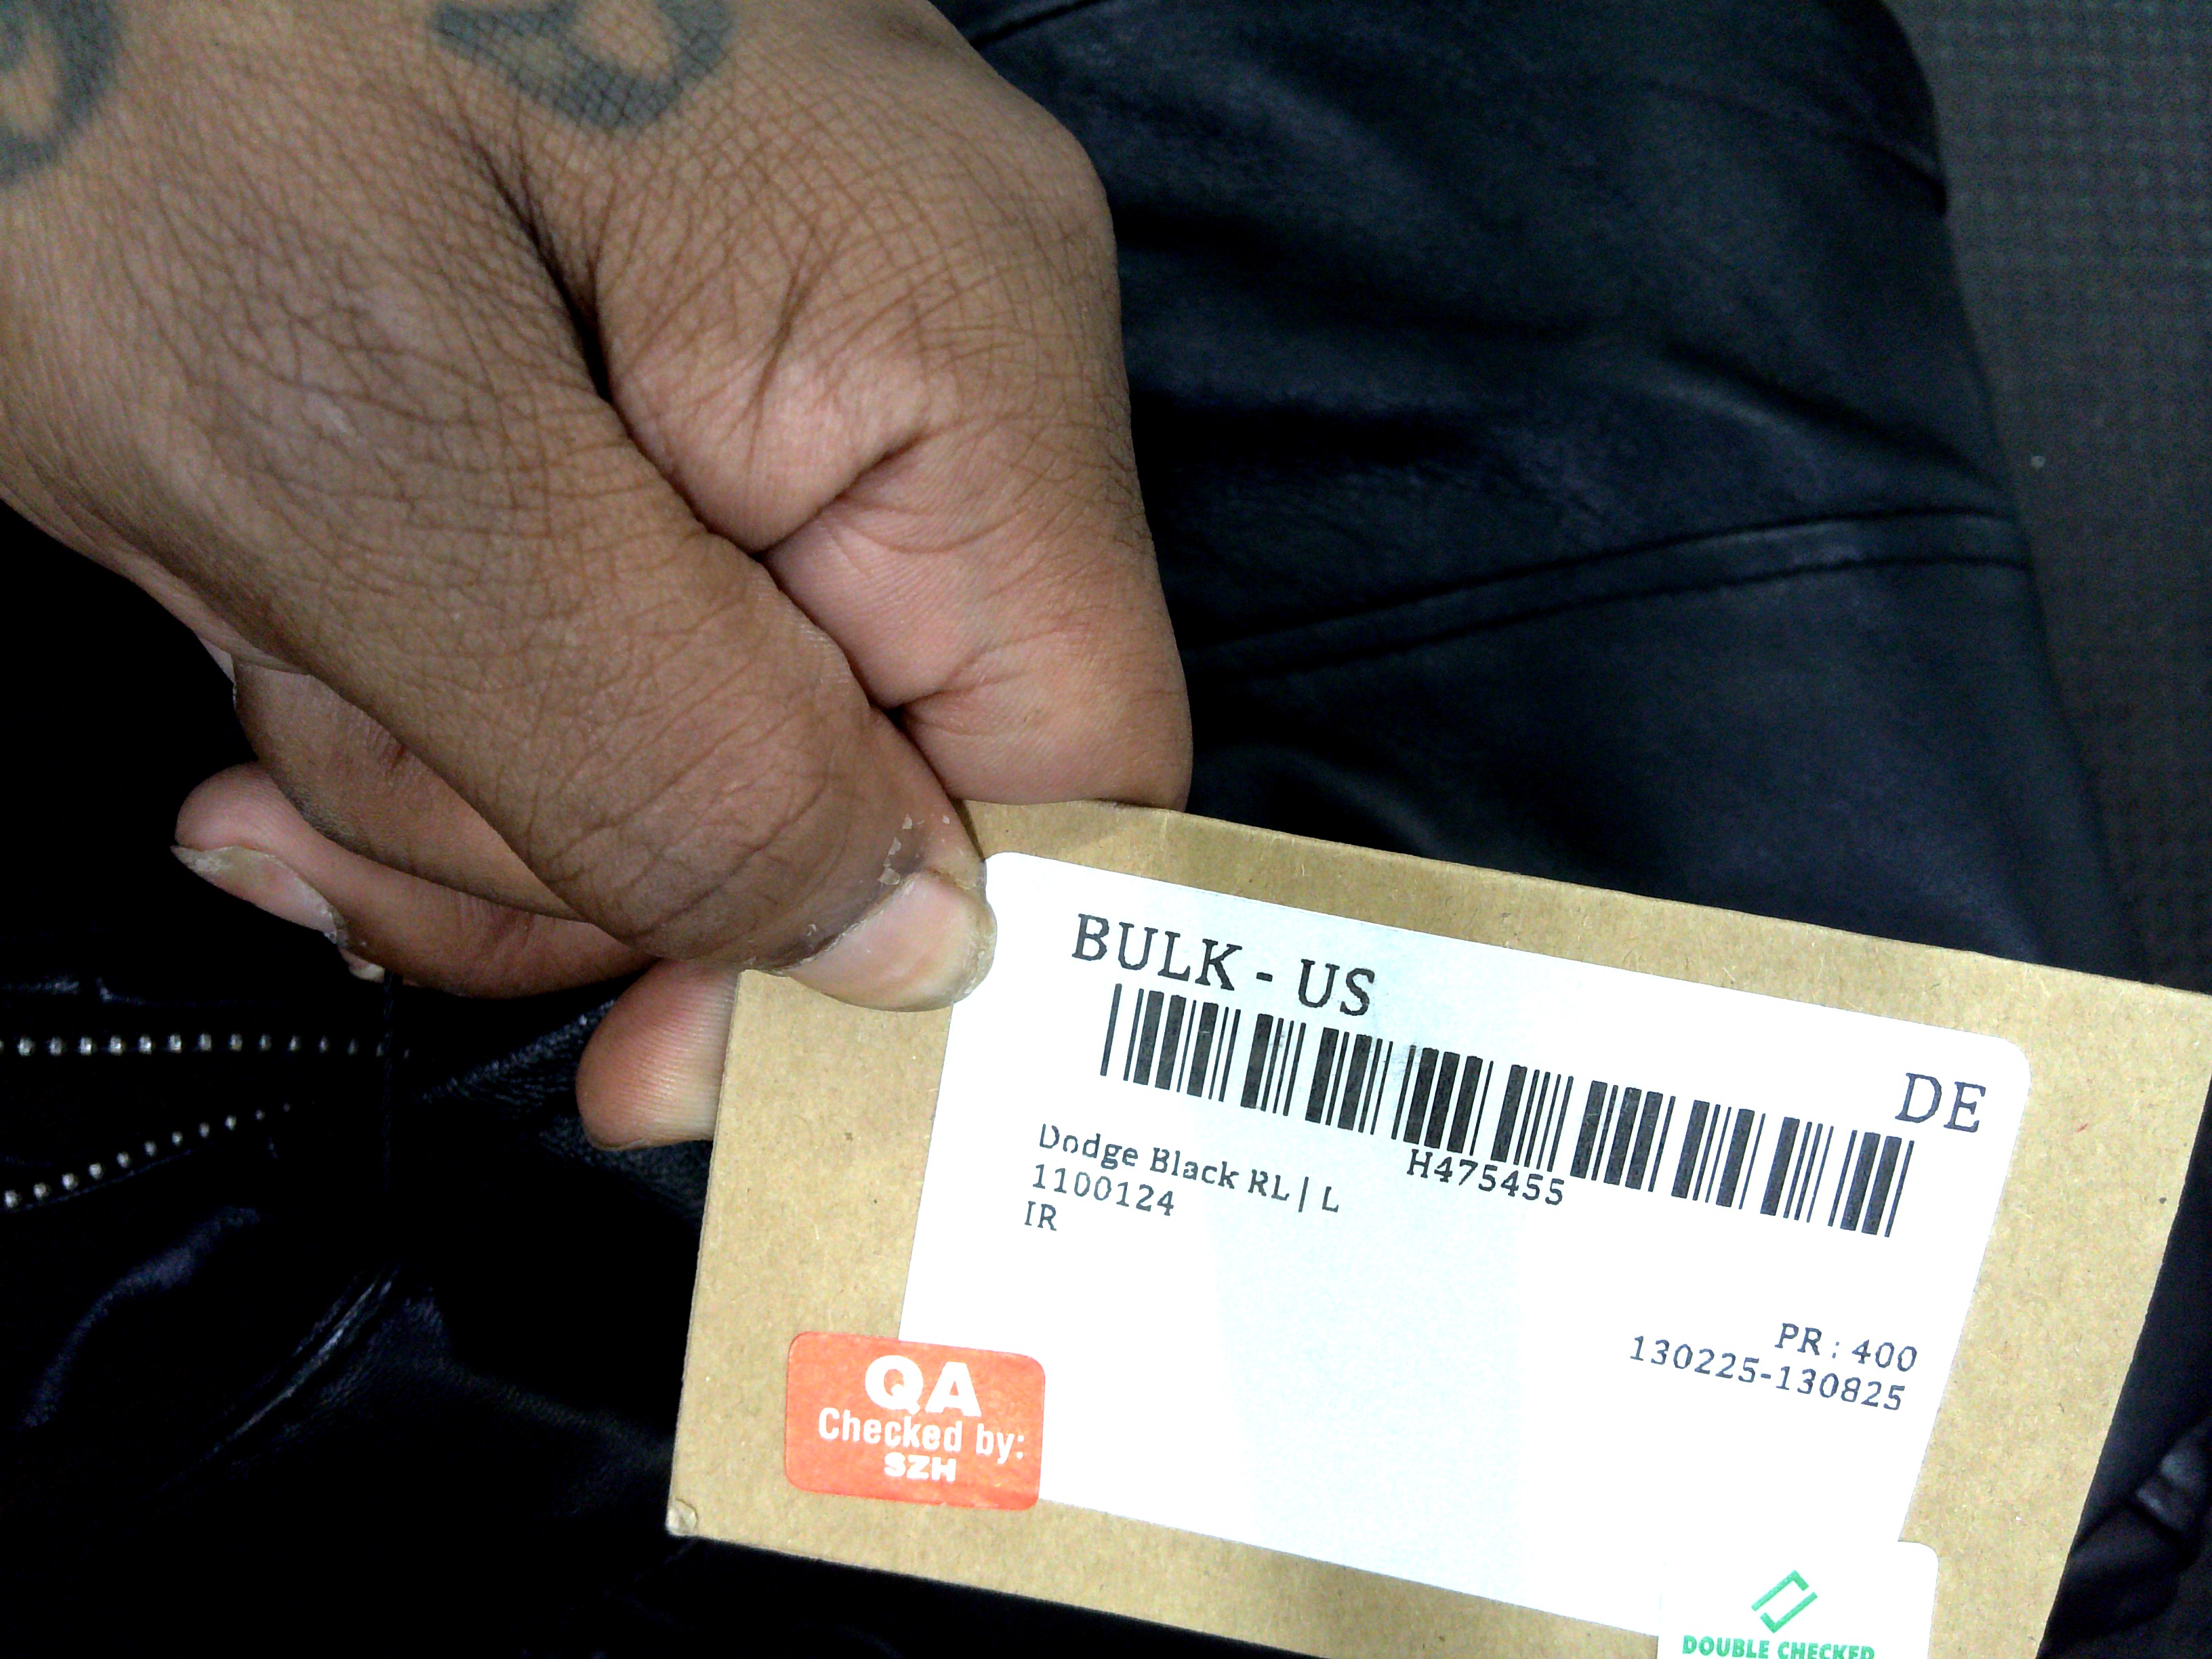 BULK - US
DE
H475455
Dodge Black RL | L
1100124
IR
PR : 400
130225-130825
QA
Checked by:
SZH
DOUBLE CHECKED